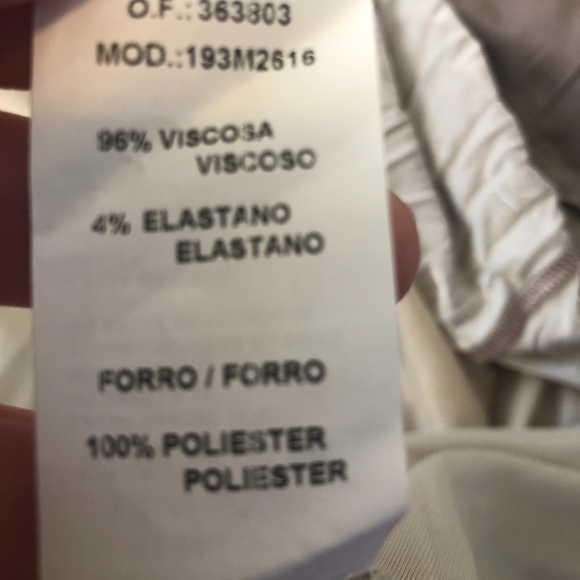 O.F.: 363803
MOD.:193M2616
96% VISCOSA
VISCOSO
4% ELASTANO
ELASTANO
FORRO / FORRO
100% POLIESTER
POLIESTER